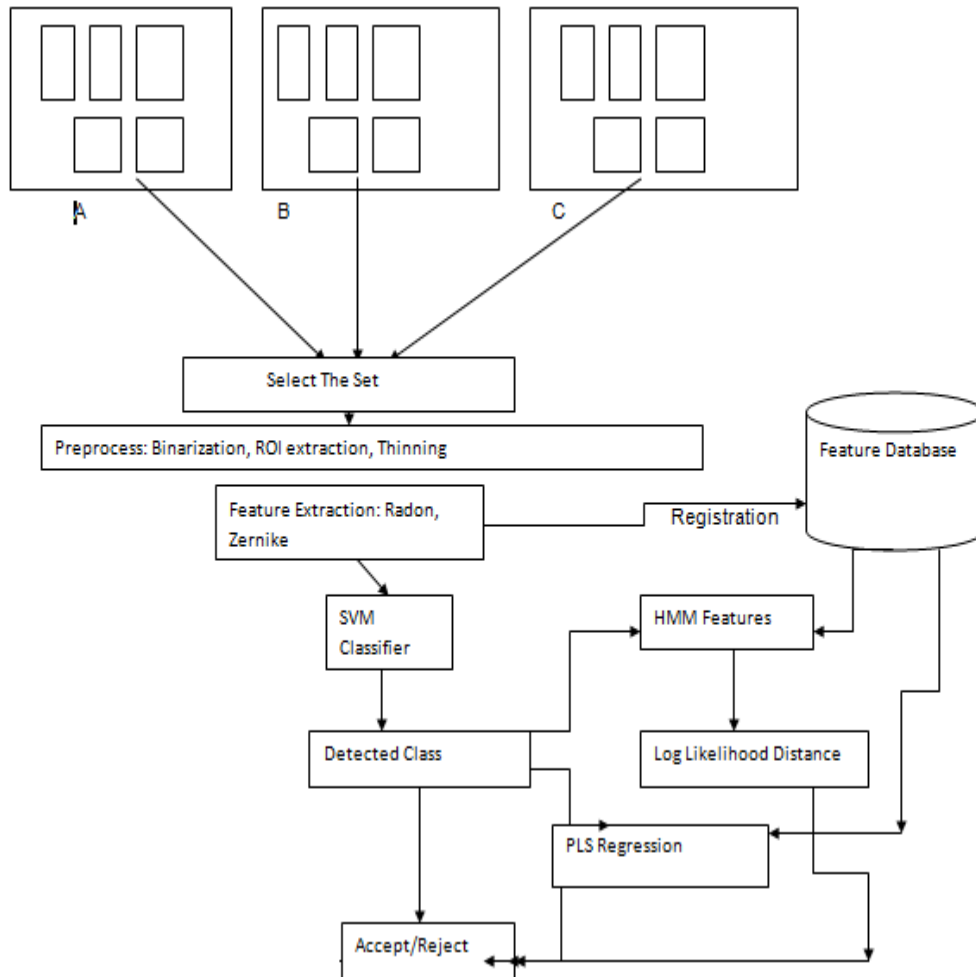 A
B
C
Select The Set
Preprocess: Binarization, ROI extraction, Thinning
Feature Database
Feature Extraction: Radon,
Zernike
Registration
SVM
Classifier
HMM Features
Detected Class
Log Likelihood Distance
PLS Regression
Accept/Reject